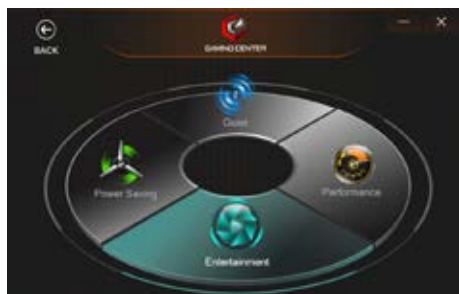 BACK
GAMING CENTER
Quiet
Power Saving
Performance
Entertainment